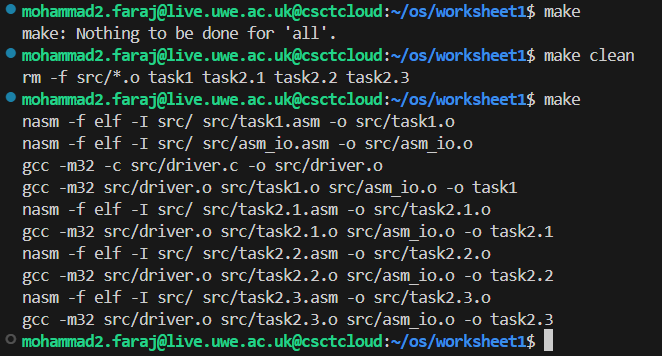 mohammad2.faraj@live.uwe.ac.uk@csctcloud:~/os/worksheet1$ make
make: Nothing to be done for 'all'.
mohammad2.faraj@live.uwe.ac.uk@csctcloud:~/os/worksheet1$ make clean
rm -f src/*.o task1 task2.1 task2.2 task2.3
mohammad2.faraj@live.uwe.ac.uk@csctcloud:~/os/worksheet1$ make
nasm -f elf -I src/ src/task1.asm -o src/task1.o
nasm -f elf -I src/ src/asm_io.asm -o src/asm_io.o
gcc -m32 -c src/driver.c -o src/driver.o
gcc -m32 src/driver.o src/task1.o src/asm_io.o -o task1
nasm -f elf -I src/ src/task2.1.asm -o src/task2.1.o
gcc -m32 src/driver.o src/task2.1.o src/asm_io.o -o task2.1
nasm -f elf -I src/ src/task2.2.asm -o src/task2.2.o
gcc -m32 src/driver.o src/task2.2.o src/asm_io.o -o task2.2
nasm -f elf -I src/ src/task2.3.asm -o src/task2.3.o
gcc -m32 src/driver.o src/task2.3.o src/asm_io.o -o task2.3
mohammad2.faraj@live.uwe.ac.uk@csctcloud:~/os/worksheet1$